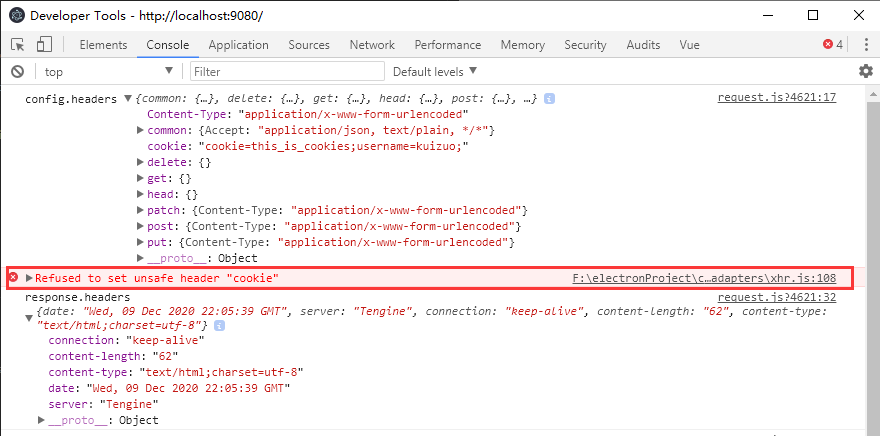 Developer Tools - http://localhost:9080/
Elements Console Application Sources Network Performance Memory Security Audits Vue 4
top Filter Default levels
config.headers {common: {…}, delete: {…}, get: {…}, head: {…}, post: {…}, …} request.js?4621:17
Content-Type: "application/x-www-form-urlencoded"
common: {Accept: "application/json, text/plain, */*"}
cookie: "cookie=this_is_cookies;username=kuizuo;"
delete: {}
get: {}
head: {}
patch: {Content-Type: "application/x-www-form-urlencoded"}
post: {Content-Type: "application/x-www-form-urlencoded"}
put: {Content-Type: "application/x-www-form-urlencoded"}
__proto__: Object
Refused to set unsafe header "cookie" F:\electronProject\c…adapters\xhr.js:108
response.headers request.js?4621:32
{date: "Wed, 09 Dec 2020 22:05:39 GMT", server: "Tengine", connection: "keep-alive", content-length: "62", content-type:
"text/html;charset=utf-8"}
connection: "keep-alive"
content-length: "62"
content-type: "text/html;charset=utf-8"
date: "Wed, 09 Dec 2020 22:05:39 GMT"
server: "Tengine"
__proto__: Object